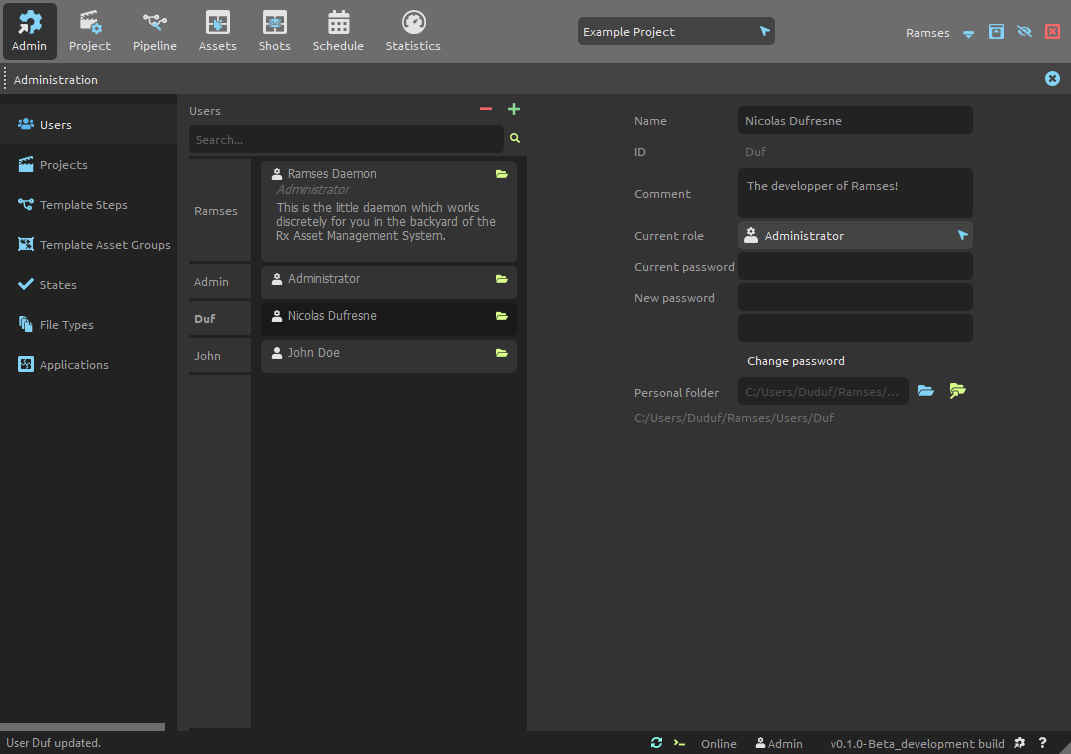 Admin
Project
Pipeline
Assets
Shots
Schedule
Statistics
Example Project
Ramses
Administration
Users
Projects
Template Steps
Template Asset Groups
States
File Types
Applications
Users
Search...
Ramses
Ramses Daemon
Administrator
This is the little daemon which works
discretely for you in the backyard of the
Rx Asset Management System.
Admin
Administrator
Duf
Nicolas Dufresne
John
John Doe
Name
Nicolas Dufresne
ID
Duf
Comment
The developper of Ramses!
Current role
Administrator
Current password
New password
Change password
Personal folder
C:/Users/Duduf/Ramses/...
C:/Users/Duduf/Ramses/Users/Duf
User Duf updated.
Online
Admin
v0.1.0-Beta_development build